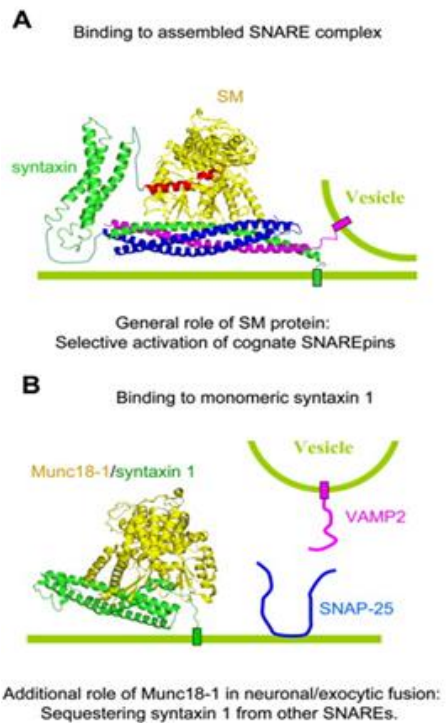 A
Binding to assembled SNARE complex
SM
syntaxin
Vesicle
General role of SM protein:
Selective activation of cognate SNAREpins
B
Binding to monomeric syntaxin 1
Vesicle
Munc18-1/syntaxin 1
VAMP2
SNAP-25
Additional role of Munc18-1 in neuronal/exocytic fusion:
Sequestering syntaxin 1 from other SNAREs.